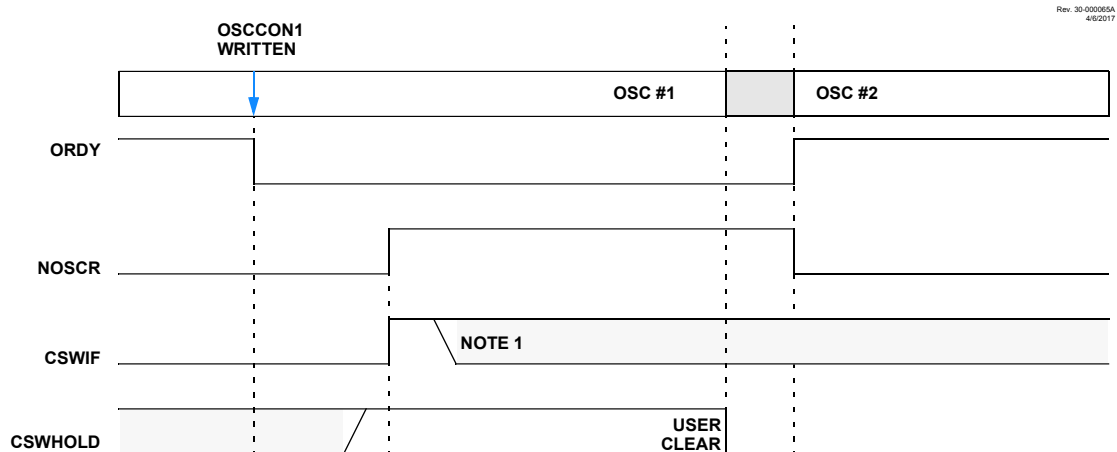 Rev. 30-000065A
4/6/2017
OSCCON1
WRITTEN
OSC #1
OSC #2
ORDY
NOSCR
CSWIF
NOTE 1
CSWHOLD
USER
CLEAR